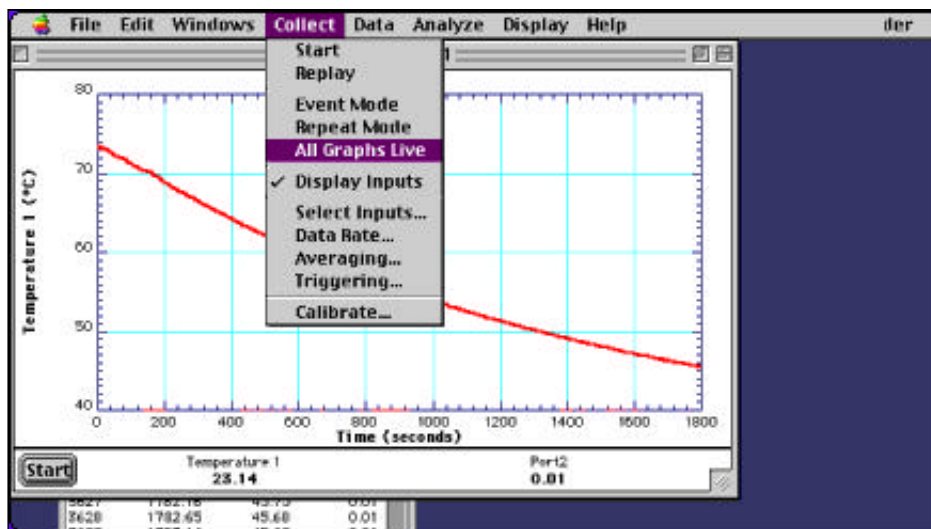 File Edit Windows Collect Data Analyze Display Help
Start
Replay
Event Mode
Repeat Mode
All Graphs Live
✓ Display Inputs
Select Inputs...
Data Rate...
Averaging...
Triggering...
Calibrate...
80
70
60
50
40
Temperature 1 (°C)
0 200 400 600 800 1000 1200 1400 1600 1800
Time (seconds)
Start
Temperature 1
23.14
Port2
0.01
3628 1782.65 45.68 0.01